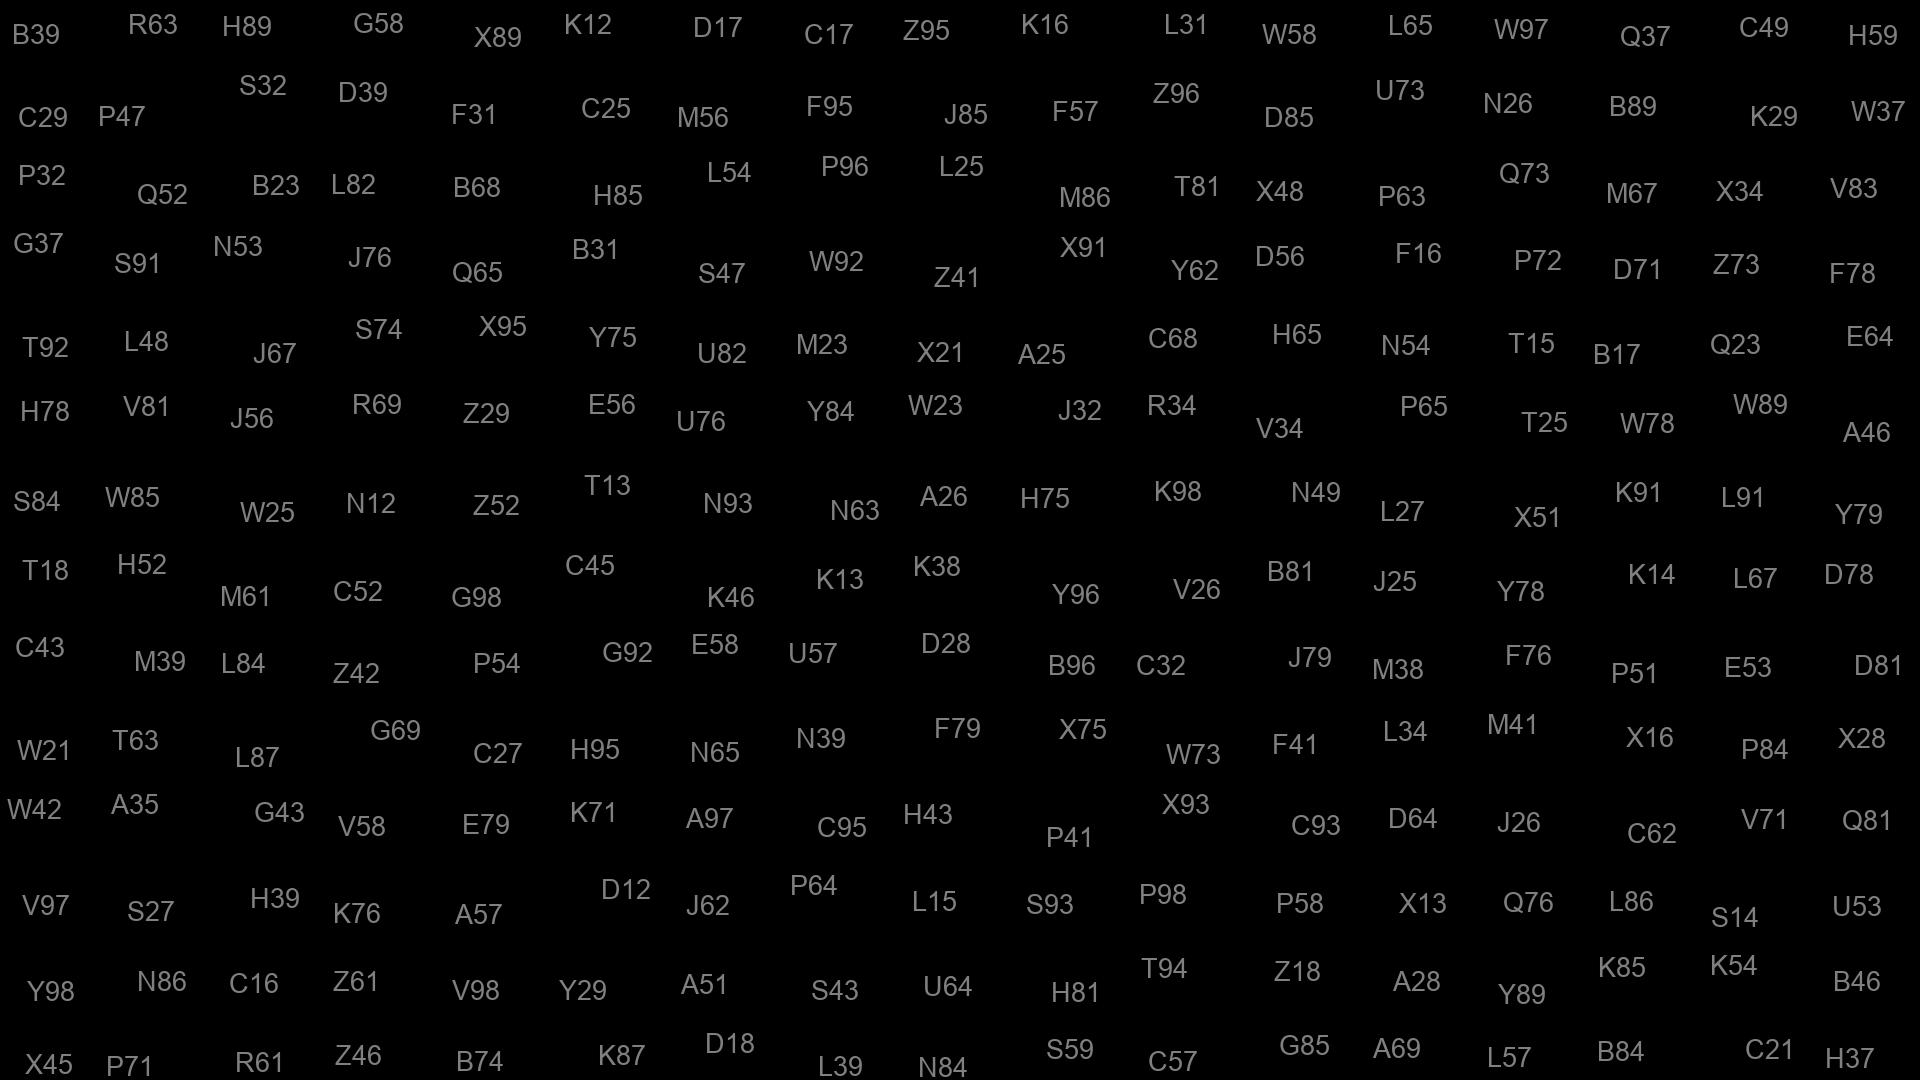 B39 R63 H89 G58 X89 K12 D17 C17 Z95 K16 L31 W58 L65 W97 Q37 C49 H59
C29 P47 S32 D39 F31 C25 M56 F95 J85 F57 Z96 D85 U73 N26 B89 K29 W37
P32 Q52 B23 L82 B68 H85 L54 P96 L25 M86 T81 X48 P63 Q73 M67 X34 V83
G37 S91 N53 J76 Q65 B31 S47 W92 Z41 X91 Y62 D56 F16 P72 D71 Z73 F78
T92 L48 J67 S74 X95 Y75 U82 M23 X21 A25 C68 H65 N54 T15 B17 Q23 E64
H78 V81 J56 R69 Z29 E56 U76 Y84 W23 J32 R34 V34 P65 T25 W78 W89 A46
S84 W85 W25 N12 Z52 T13 N93 N63 A26 H75 K98 N49 L27 X51 K91 L91 Y79
T18 H52 M61 C52 G98 C45 K46 K13 K38 Y96 V26 B81 J25 Y78 K14 L67 D78
C43 M39 L84 Z42 P54 G92 E58 U57 D28 B96 C32 J79 M38 F76 P51 E53 D81
W21 T63 L87 G69 C27 H95 N65 N39 F79 X75 W73 F41 L34 M41 X16 P84 X28
W42 A35 G43 V58 E79 K71 A97 C95 H43 P41 X93 C93 D64 J26 C62 V71 Q81
V97 S27 H39 K76 A57 D12 J62 P64 L15 S93 P98 P58 X13 Q76 L86 S14 U53
Y98 N86 C16 Z61 V98 Y29 A51 S43 U64 H81 T94 Z18 A28 Y89 K85 K54 B46
X45 P71 R61 Z46 B74 K87 D18 L39 N84 S59 C57 G85 A69 L57 B84 C21 H37